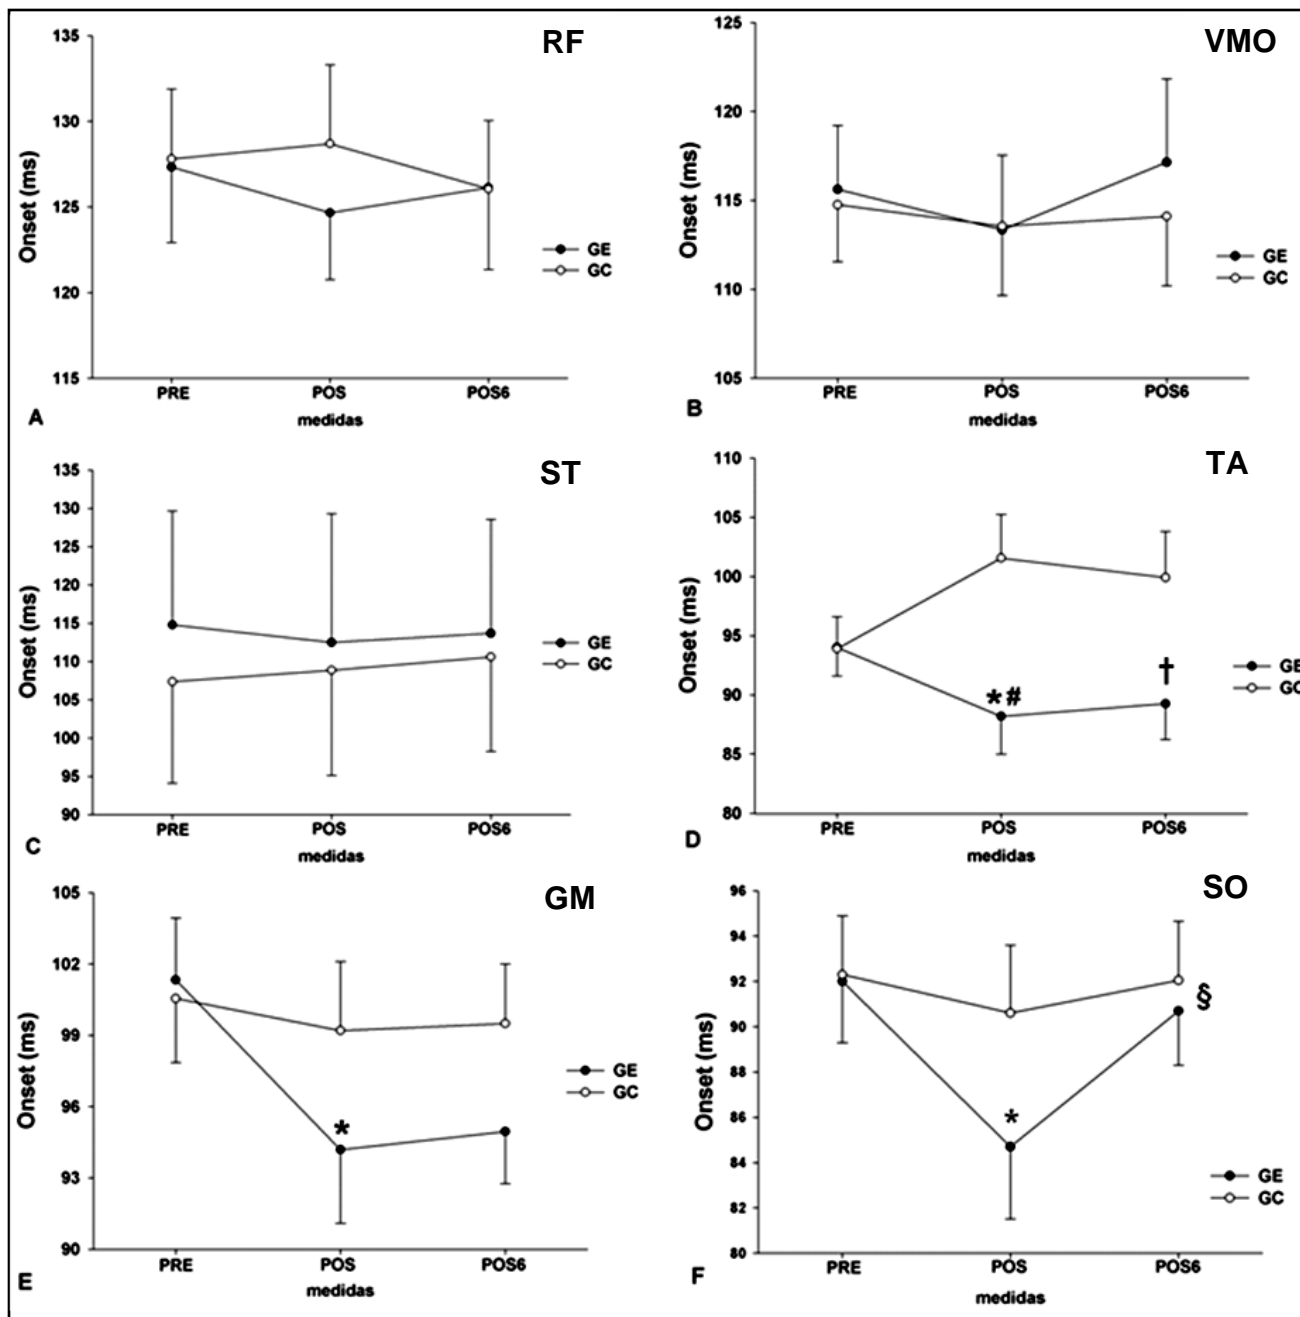 RF
135
130
125
120
115
Onset (ms)
GE
GC
PRE POS POS6
medidas
A
VMO
125
120
115
110
105
Onset (ms)
GE
GC
PRE POS POS6
medidas
B
ST
135
130
125
120
115
110
105
100
95
90
Onset (ms)
GE
GC
PRE POS POS6
medidas
C
TA
110
105
100
95
90
85
80
Onset (ms)
*#
†
GE
GC
PRE POS POS6
medidas
D
GM
105
102
99
96
93
90
Onset (ms)
*
GE
GC
PRE POS POS6
medidas
E
SO
96
94
92
90
88
86
84
82
80
Onset (ms)
*
§
GE
GC
PRE POS POS6
medidas
F